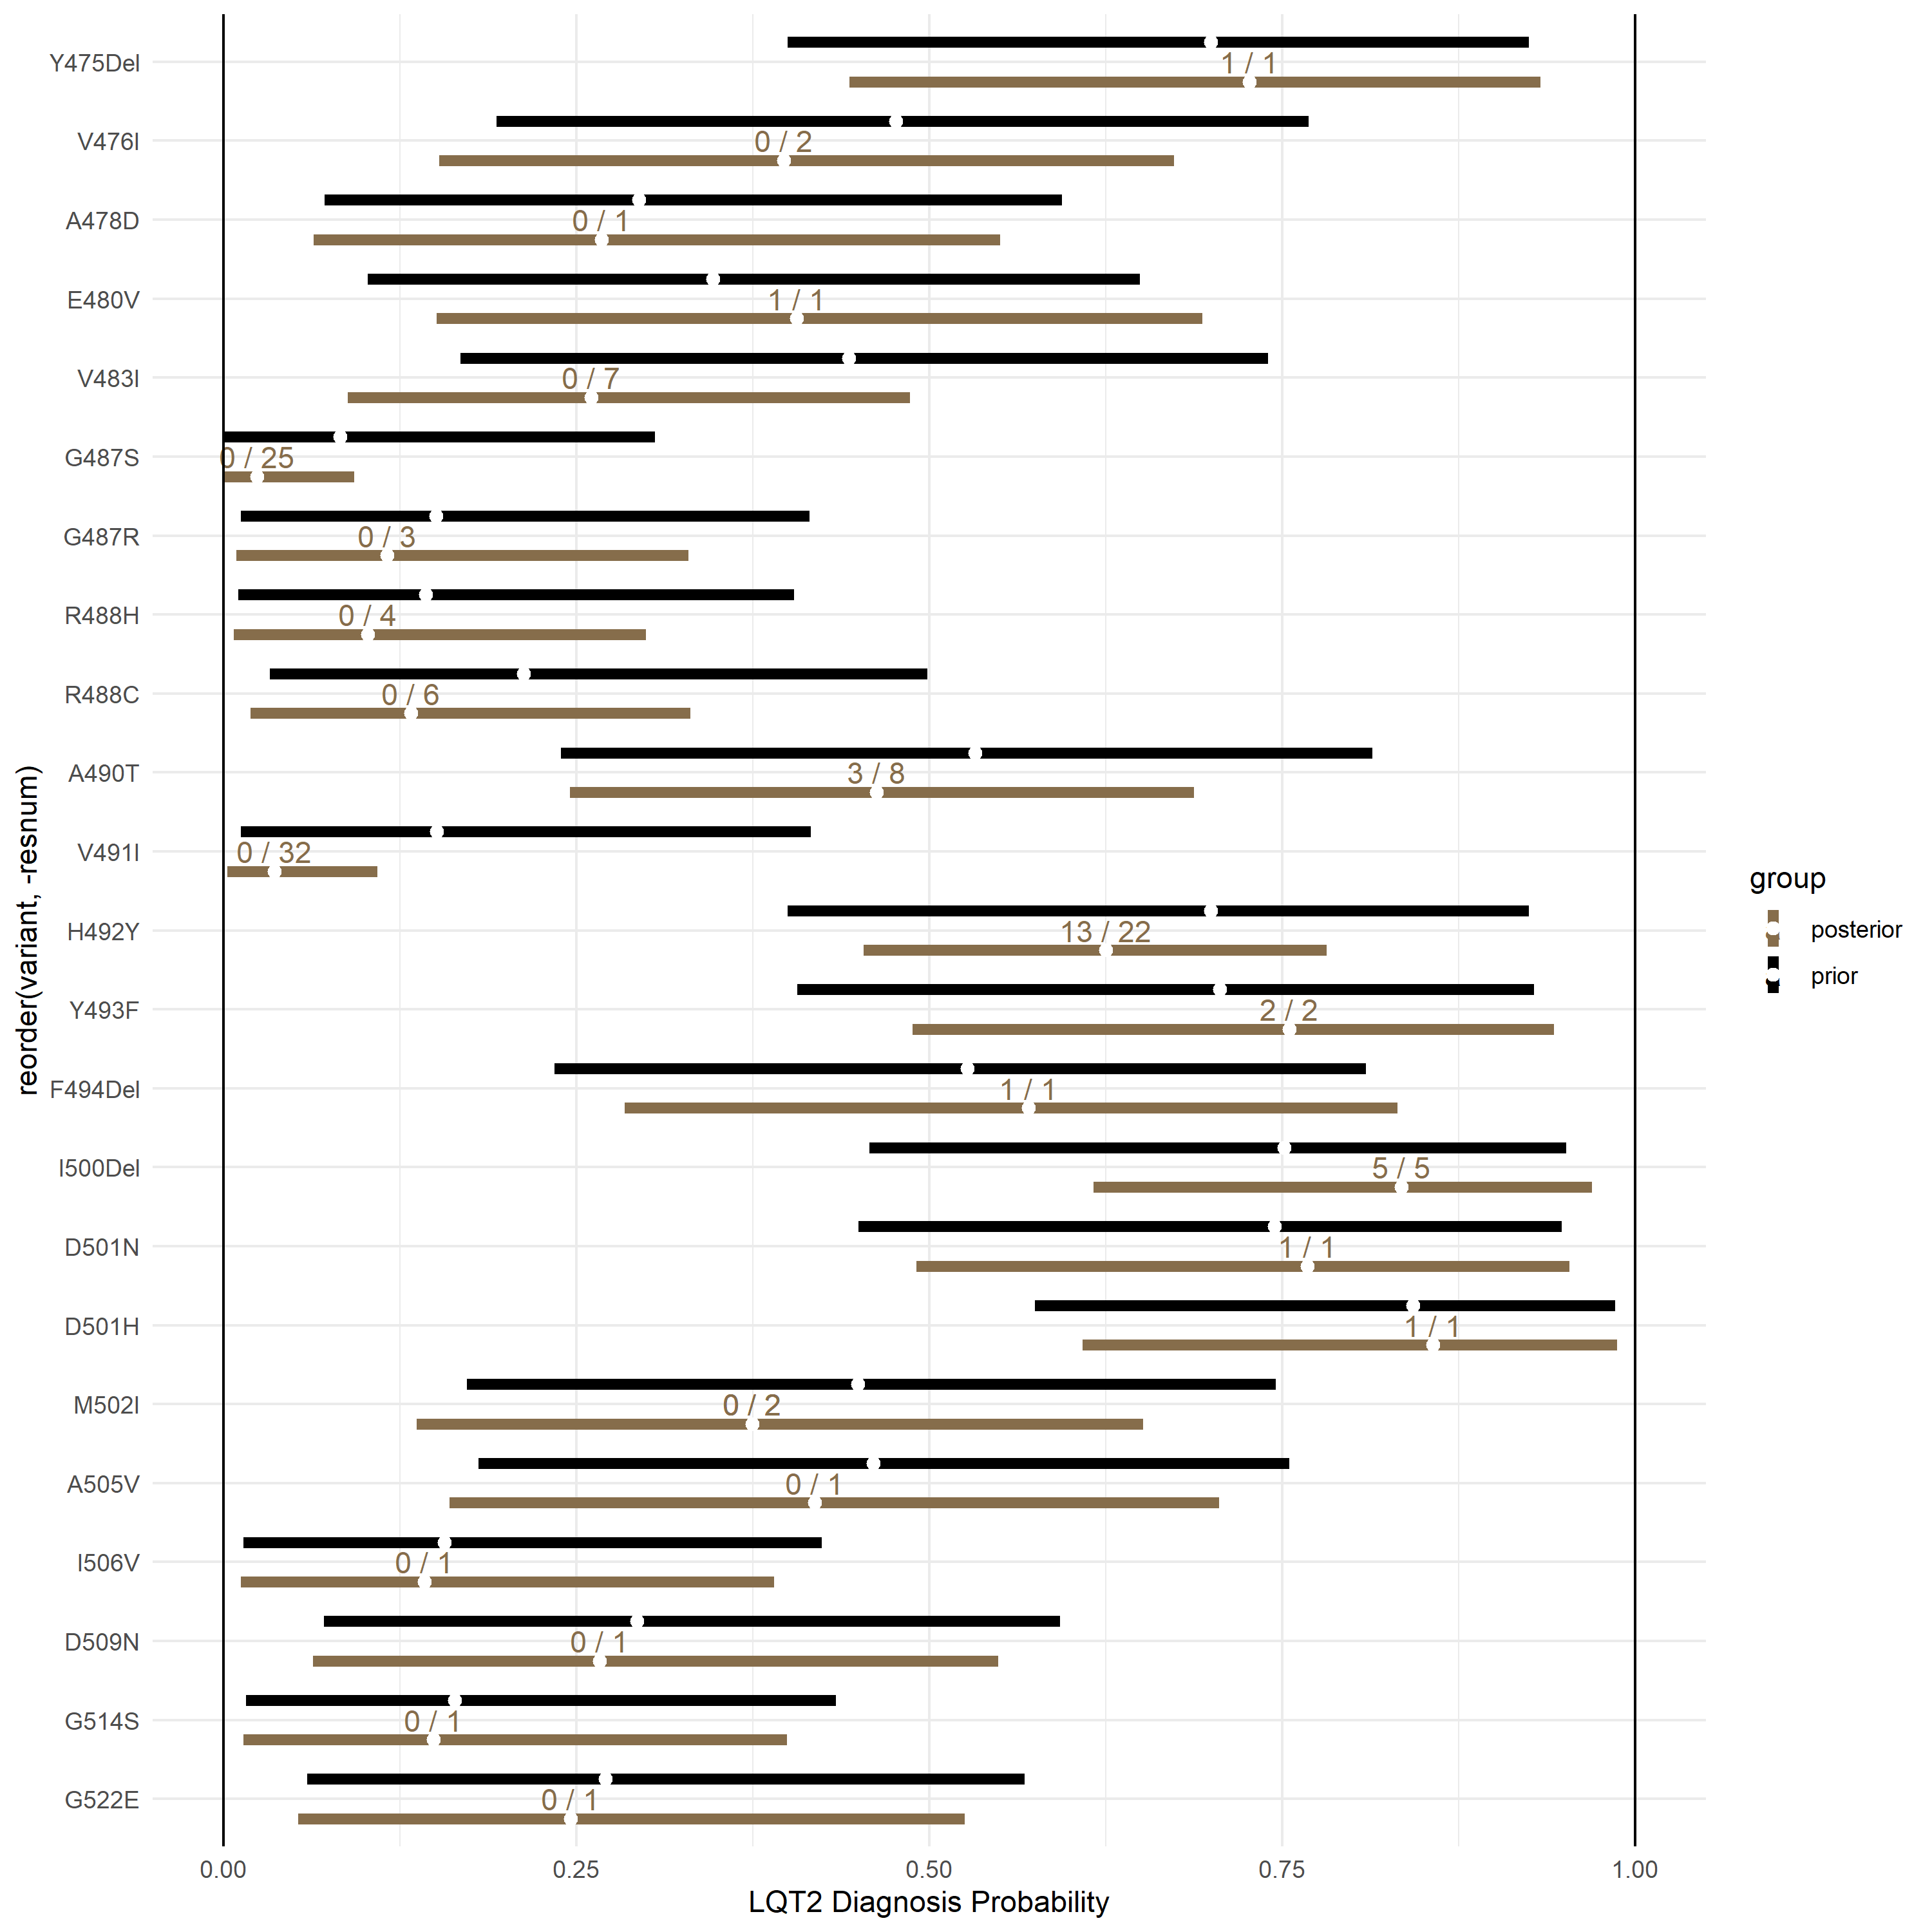 Y475Del
1 / 1
V476I
0 / 2
A478D
0 / 1
E480V
1 / 1
V483I
0 / 7
G487S
0 / 25
G487R
0 / 3
R488H
0 / 4
R488C
0 / 6
A490T
3 / 8
V491I
0 / 32
H492Y
13 / 22
Y493F
2 / 2
F494Del
1 / 1
I500Del
5 / 5
D501N
1 / 1
D501H
1 / 1
M502I
0 / 2
A505V
0 / 1
I506V
0 / 1
D509N
0 / 1
G514S
0 / 1
G522E
0 / 1
reorder(variant, -resnum)
0.00 0.25 0.50 0.75 1.00
LQT2 Diagnosis Probability
group
posterior
prior